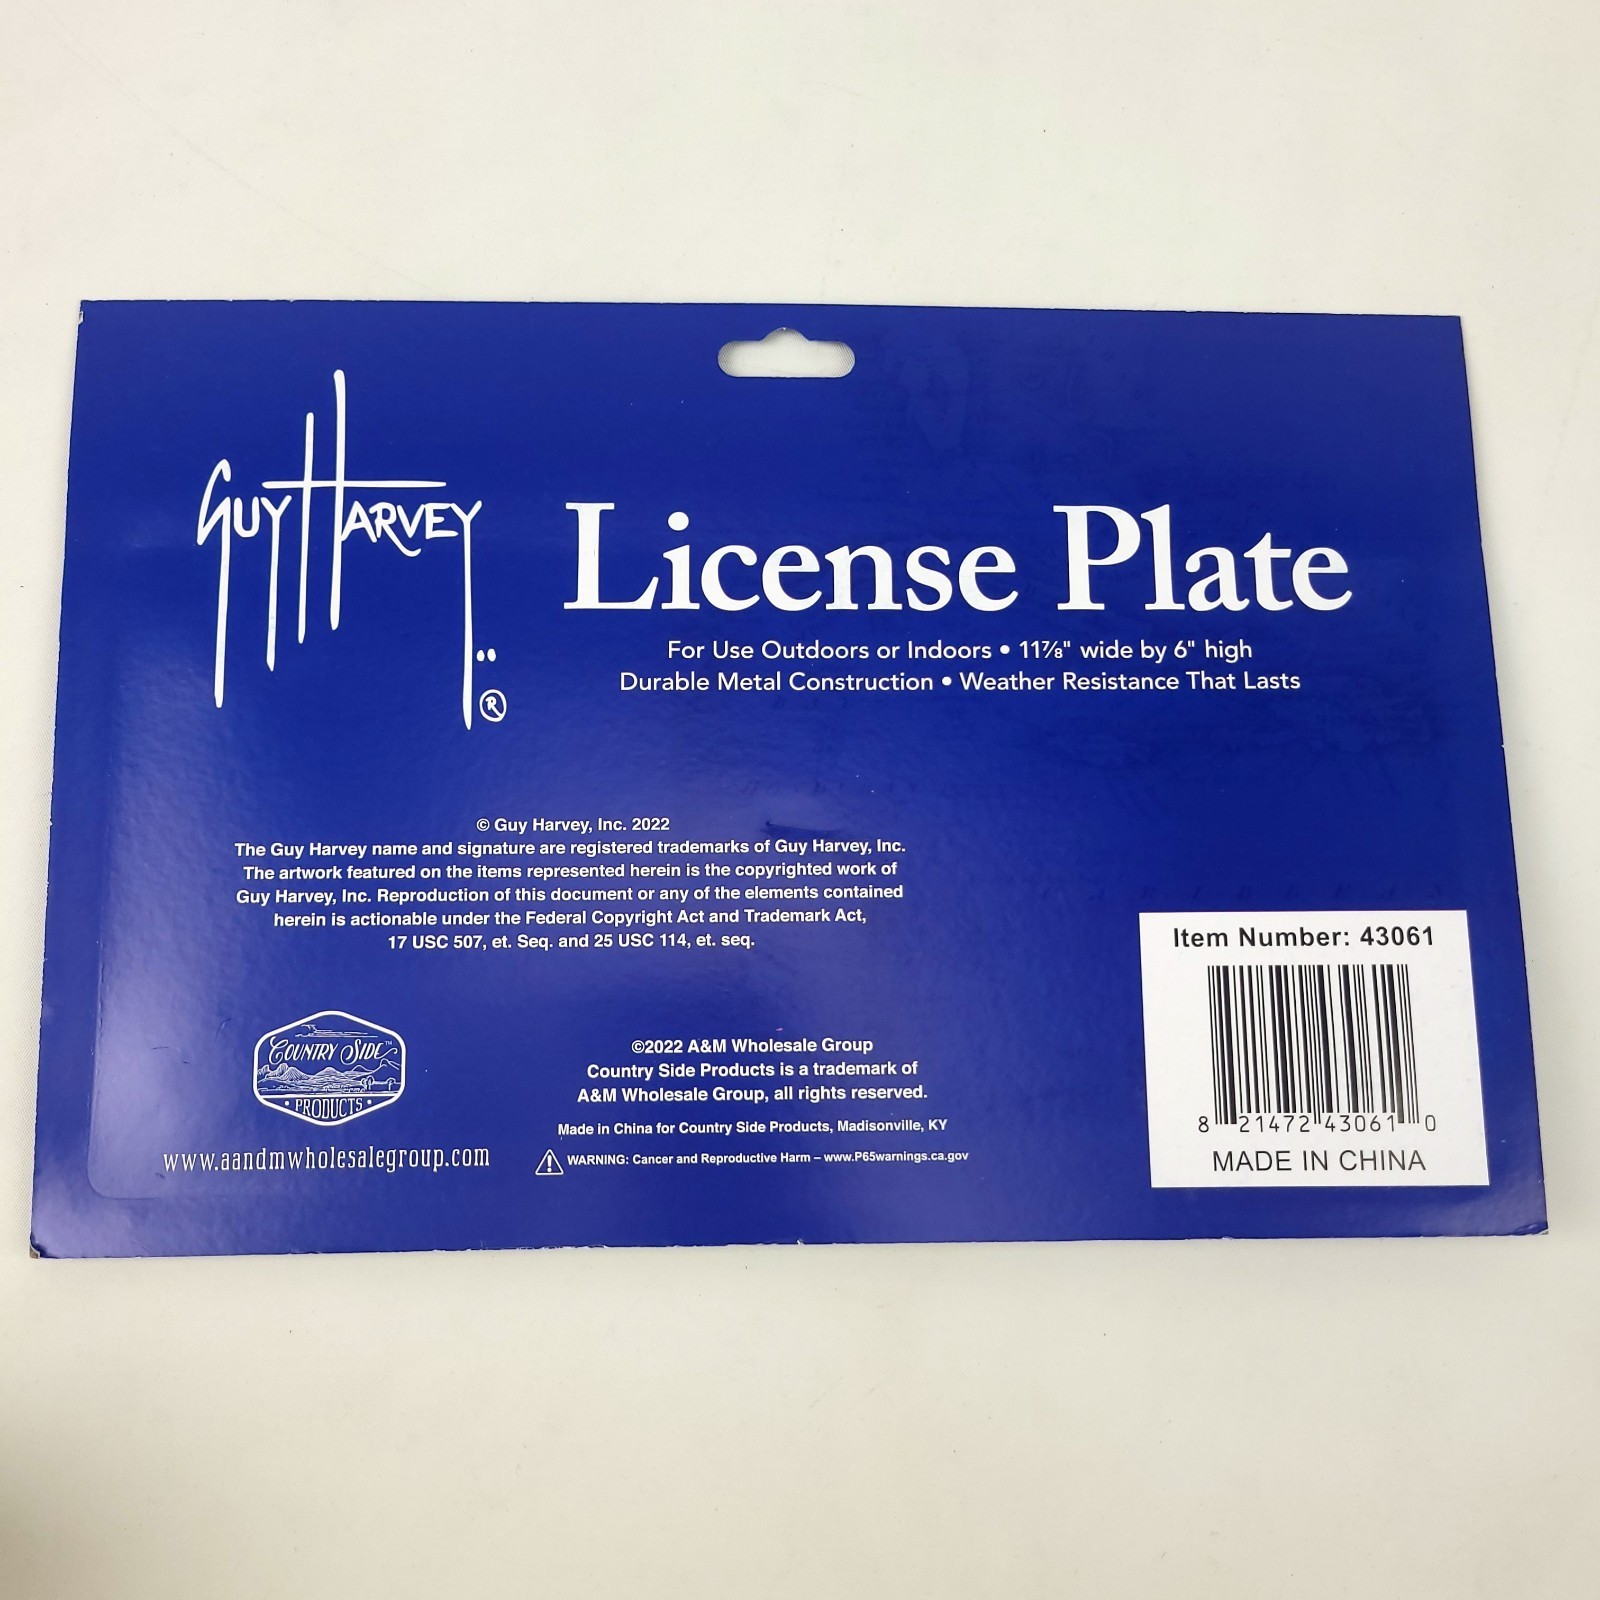 GUY HARVEY
®
License Plate
For Use Outdoors or Indoors • 11⅞" wide by 6" high
Durable Metal Construction • Weather Resistance That Lasts
© Guy Harvey, Inc. 2022
The Guy Harvey name and signature are registered trademarks of Guy Harvey, Inc.
The artwork featured on the items represented herein is the copyrighted work of
Guy Harvey, Inc. Reproduction of this document or any of the elements contained
herein is actionable under the Federal Copyright Act and Trademark Act,
17 USC 507, et. Seq. and 25 USC 114, et. seq.
COUNTRY SIDE™
• PRODUCTS •
www.aandmwholesalegroup.com
©2022 A&M Wholesale Group
Country Side Products is a trademark of
A&M Wholesale Group, all rights reserved.
Made in China for Country Side Products, Madisonville, KY
WARNING: Cancer and Reproductive Harm – www.P65warnings.ca.gov
Item Number: 43061
8 21472 43061 0
MADE IN CHINA